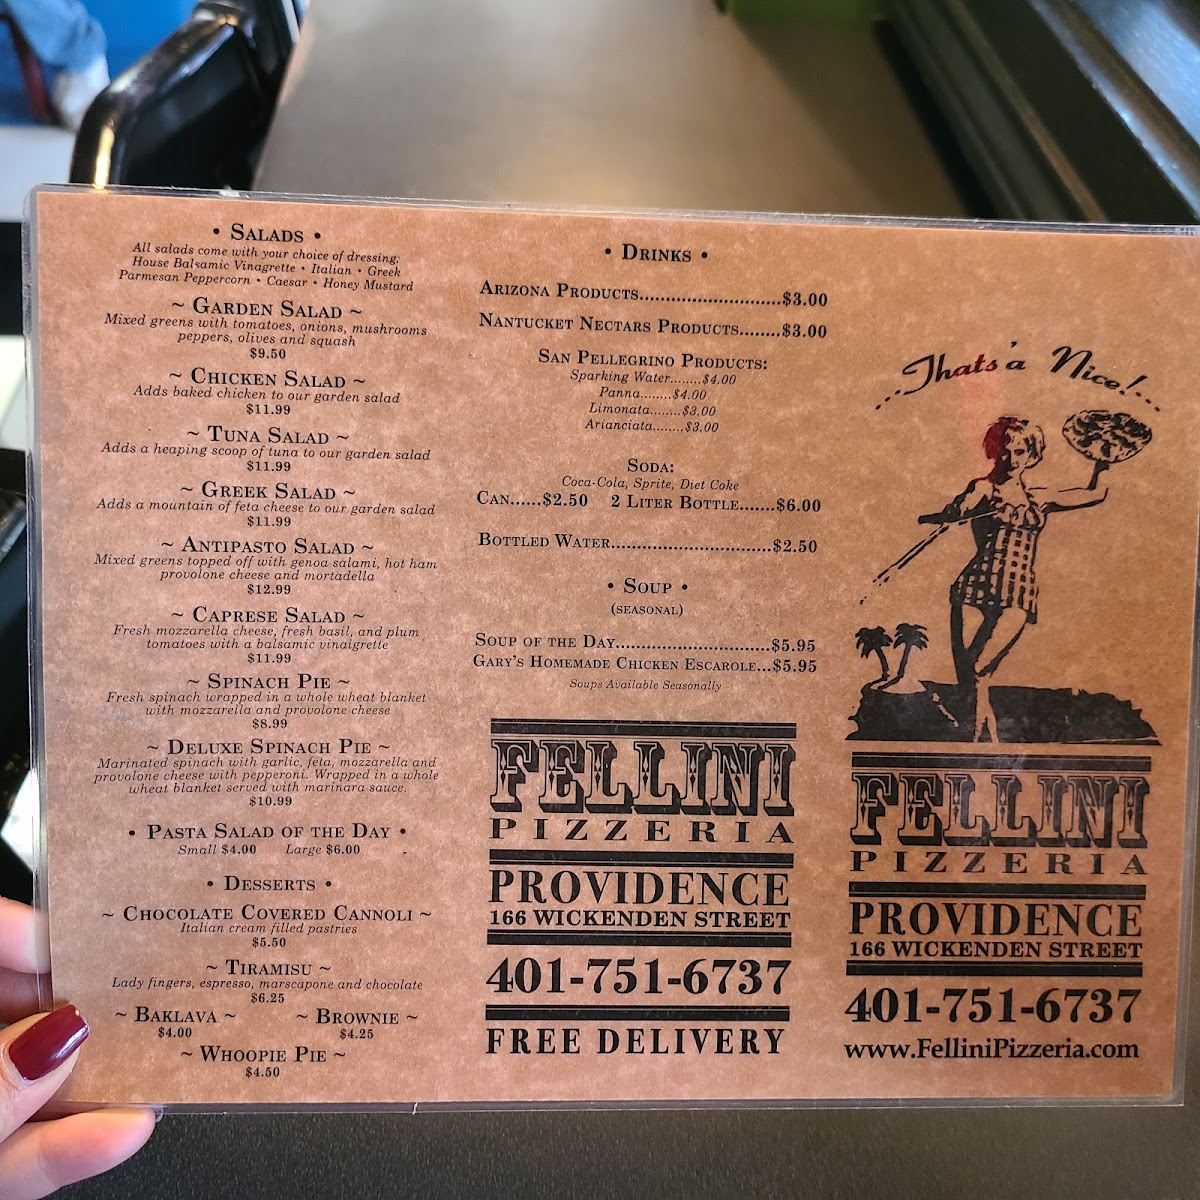 • Salads •
All salads come with your choice of dressing:
House Balsamic Vinagrette • Italian • Greek
Parmesan Peppercorn • Caesar • Honey Mustard
~ Garden Salad ~
Mixed greens with tomatoes, onions, mushrooms
peppers, olives and squash
$9.50
~ Chicken Salad ~
Adds baked chicken to our garden salad
$11.99
~ Tuna Salad ~
Adds a heaping scoop of tuna to our garden salad
$11.99
~ Greek Salad ~
Adds a mountain of feta cheese to our garden salad
$11.99
~ Antipasto Salad ~
Mixed greens topped off with genoa salami, hot ham
provolone cheese and mortadella
$12.99
~ Caprese Salad ~
Fresh mozzarella cheese, fresh basil, and plum
tomatoes with a balsamic vinaigrette
$11.99
~ Spinach Pie ~
Fresh spinach wrapped in a whole wheat blanket
with mozzarella and provolone cheese
$8.99
~ Deluxe Spinach Pie ~
Marinated spinach with garlic, feta, mozzarella and
provolone cheese with pepperoni. Wrapped in a whole
wheat blanket served with marinara sauce.
$10.99
• Pasta Salad of the Day •
Small $4.00 Large $6.00
• Desserts •
~ Chocolate Covered Cannoli ~
Italian cream filled pastries
$5.50
~ Tiramisu ~
Lady fingers, espresso, marscapone and chocolate
$6.25
~ Baklava ~ ~ Brownie ~
$4.00 $4.25
~ Whoopie Pie ~
$4.50
• Drinks •
Arizona Products............................$3.00
Nantucket Nectars Products........$3.00
San Pellegrino Products:
Sparking Water........$4.00
Panna........$4.00
Limonata........$3.00
Arianciata........$3.00
Soda:
Coca-Cola, Sprite, Diet Coke
Can......$2.50 2 Liter Bottle.......$6.00
Bottled Water................................$2.50
• Soup •
(seasonal)
Soup of the Day...............................$5.95
Gary's Homemade Chicken Escarole...$5.95
Soups Available Seasonally
FELLINI
PIZZERIA
PROVIDENCE
166 WICKENDEN STREET
401-751-6737
FREE DELIVERY
...Thats'a Nice!...
FELLINI
PIZZERIA
PROVIDENCE
166 WICKENDEN STREET
401-751-6737
www.FelliniPizzeria.com